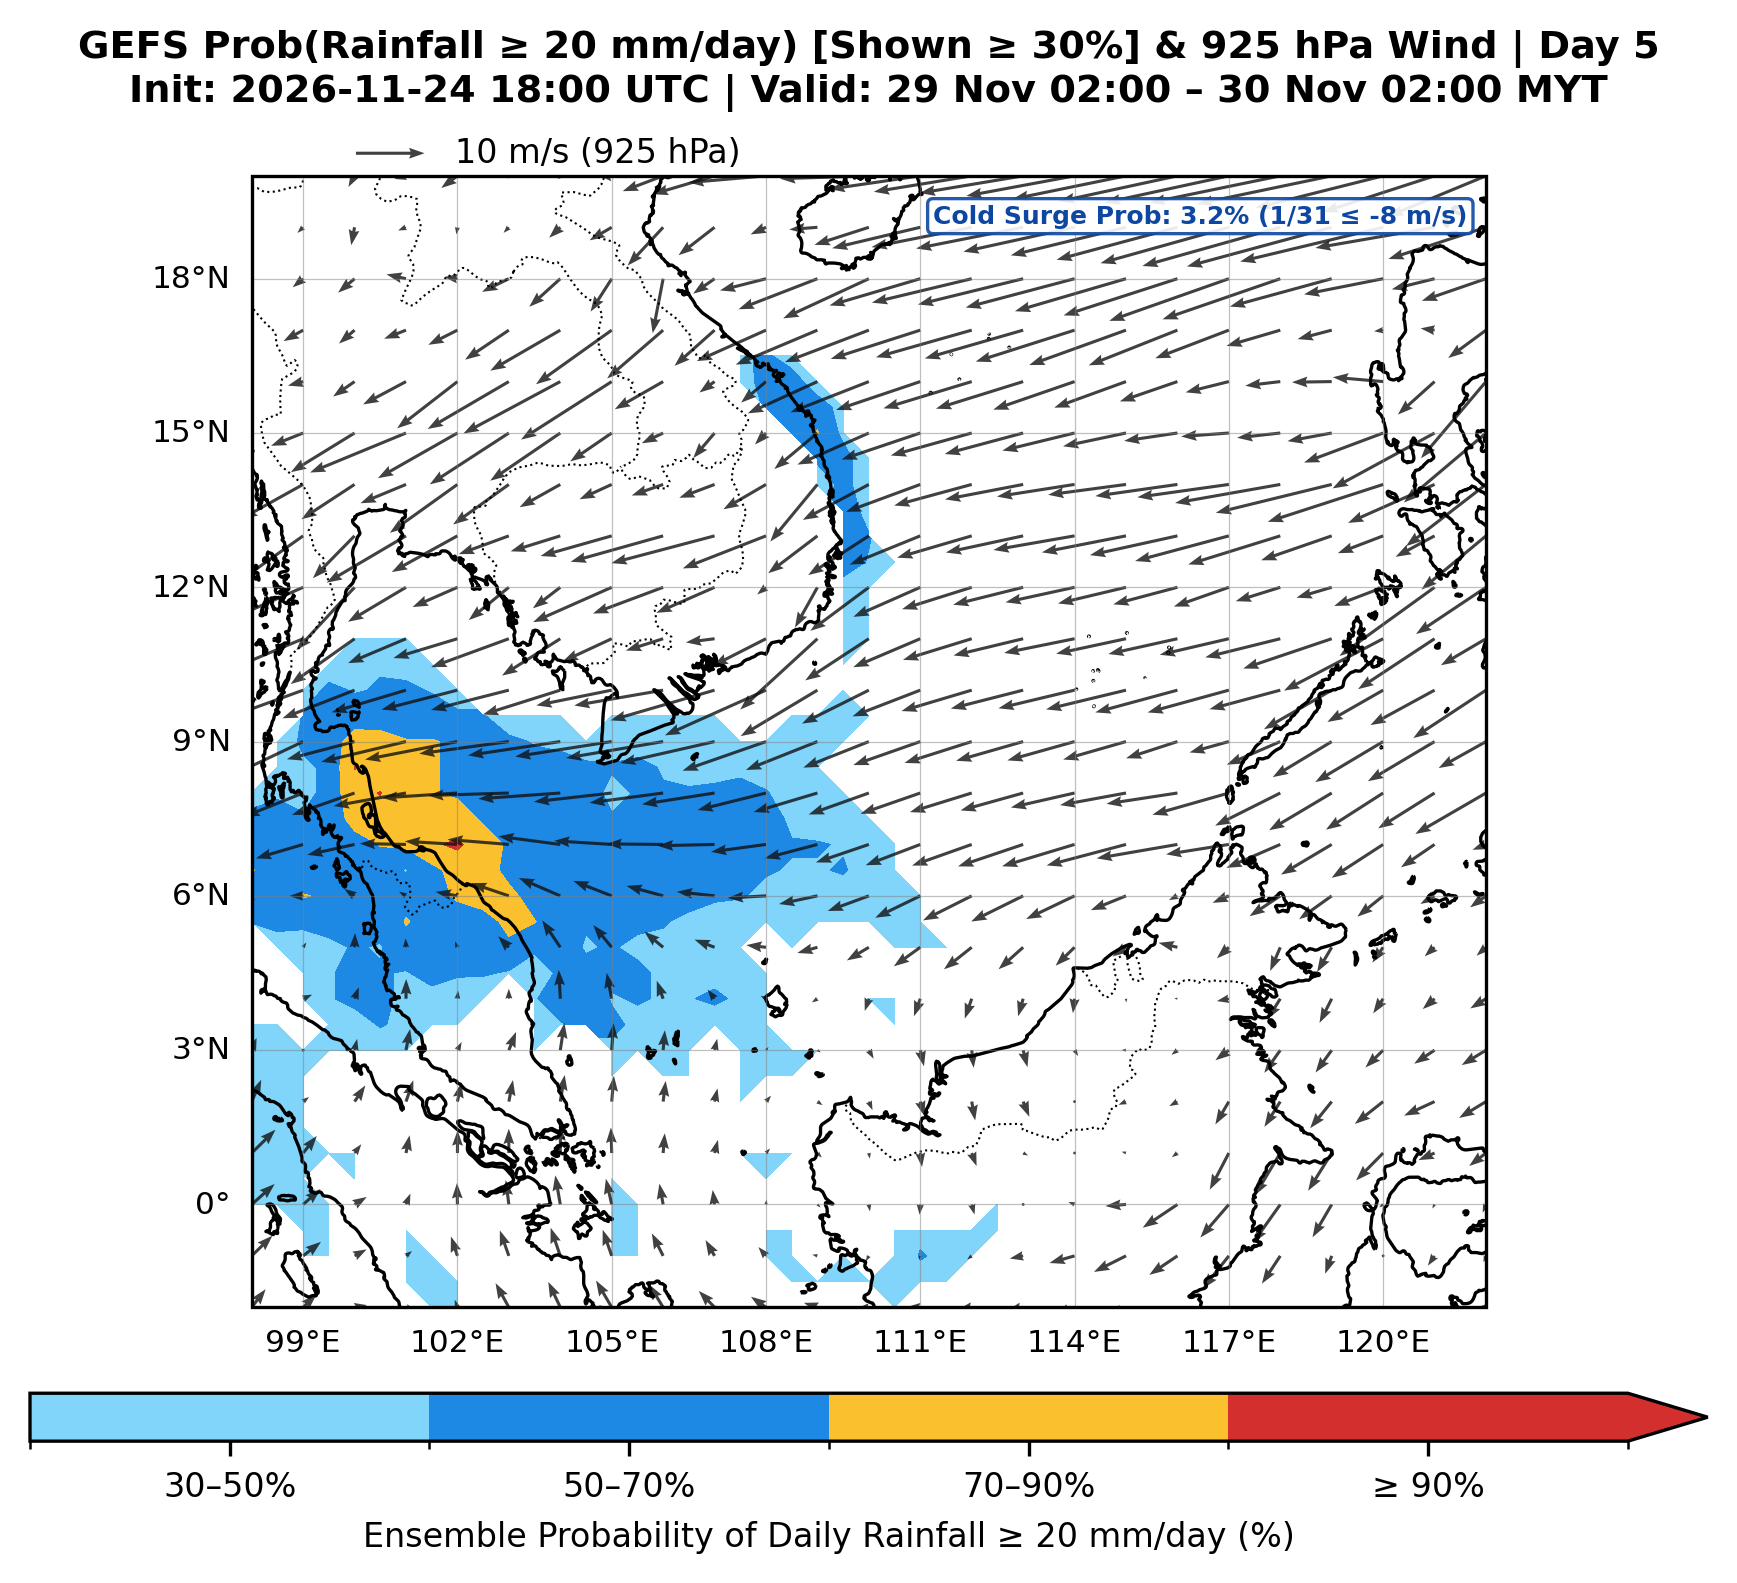 GEFS Prob(Rainfall ≥ 20 mm/day) [Shown ≥ 30%] & 925 hPa Wind | Day 5
Init: 2026-11-24 18:00 UTC | Valid: 29 Nov 02:00 – 30 Nov 02:00 MYT
10 m/s (925 hPa)
Cold Surge Prob: 3.2% (1/31 ≤ -8 m/s)
18°N
15°N
12°N
9°N
6°N
3°N
0°
99°E 102°E 105°E 108°E 111°E 114°E 117°E 120°E
30–50% 50–70% 70–90% ≥ 90%
Ensemble Probability of Daily Rainfall ≥ 20 mm/day (%)